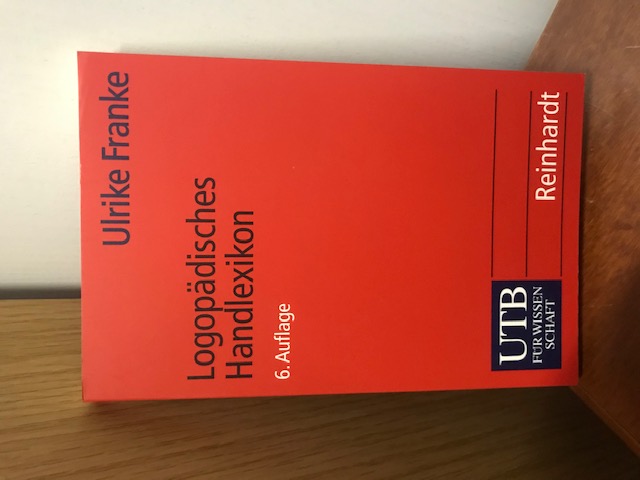 Ulrike Franke
Logopädisches
Handlexikon
6. Auflage
UTB
FÜR WISSEN
SCHAFT
Reinhardt